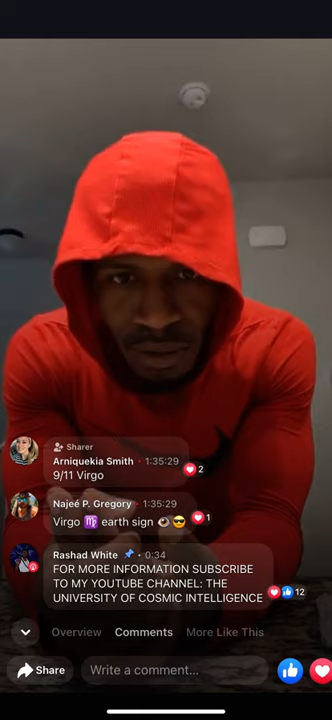 Sharer
Arniquekia Smith · 1:35:29
9/11 Virgo
2
Najeé P. Gregory · 1:35:29
Virgo ♍ earth sign 👁️😎
1
Rashad White 📌 · 0:34
FOR MORE INFORMATION SUBSCRIBE
TO MY YOUTUBE CHANNEL: THE
UNIVERSITY OF COSMIC INTELLIGENCE
12
Overview Comments More Like This
Share Write a comment...